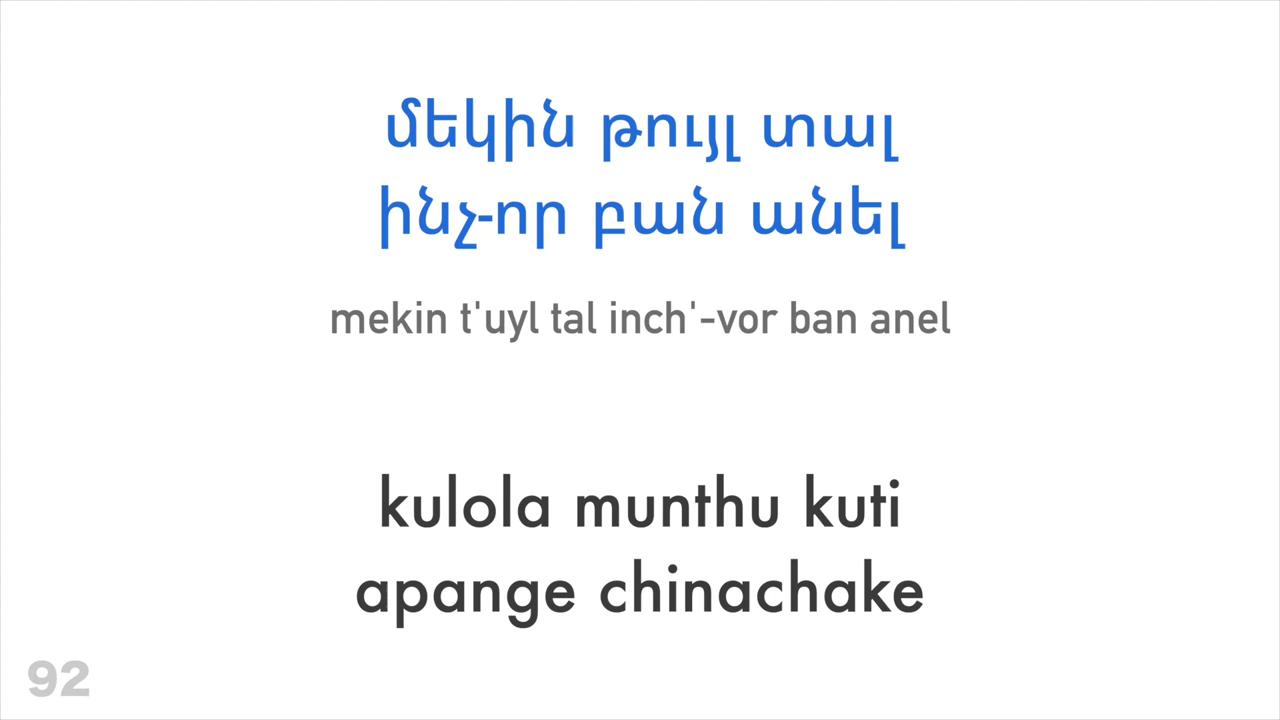 մեկին թույլ տալ
ինչ-որ բան անել
mekin t'uyl tal inch'-vor ban anel
kulola munthu kuti
apange chinachake
92